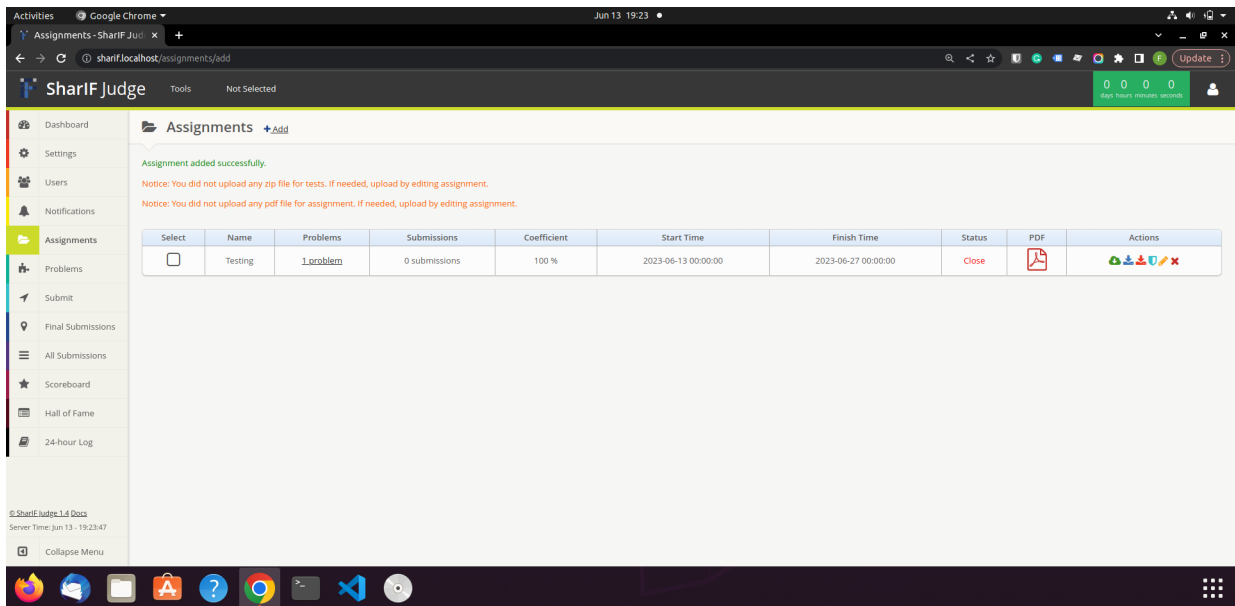 Activities Google Chrome Jun 13 19:23
Assignments - SharIF Jud
sharif.localhost/assignments/add F Update
SharIF Judge Tools Not Selected 0 0 0 0
days hours minutes seconds
Dashboard
Settings
Users
Notifications
Assignments
Problems
Submit
Final Submissions
All Submissions
Scoreboard
Hall of Fame
24-hour Log
© SharIF Judge 1.4 Docs
Server Time: Jun 13 - 19:23:47
Collapse Menu
Assignments +Add
Assignment added successfully.
Notice: You did not upload any zip file for tests. If needed, upload by editing assignment.
Notice: You did not upload any pdf file for assignment. If needed, upload by editing assignment.
Select Name Problems Submissions Coefficient Start Time Finish Time Status PDF Actions
Testing 1 problem 0 submissions 100 % 2023-06-13 00:00:00 2023-06-27 00:00:00 Close